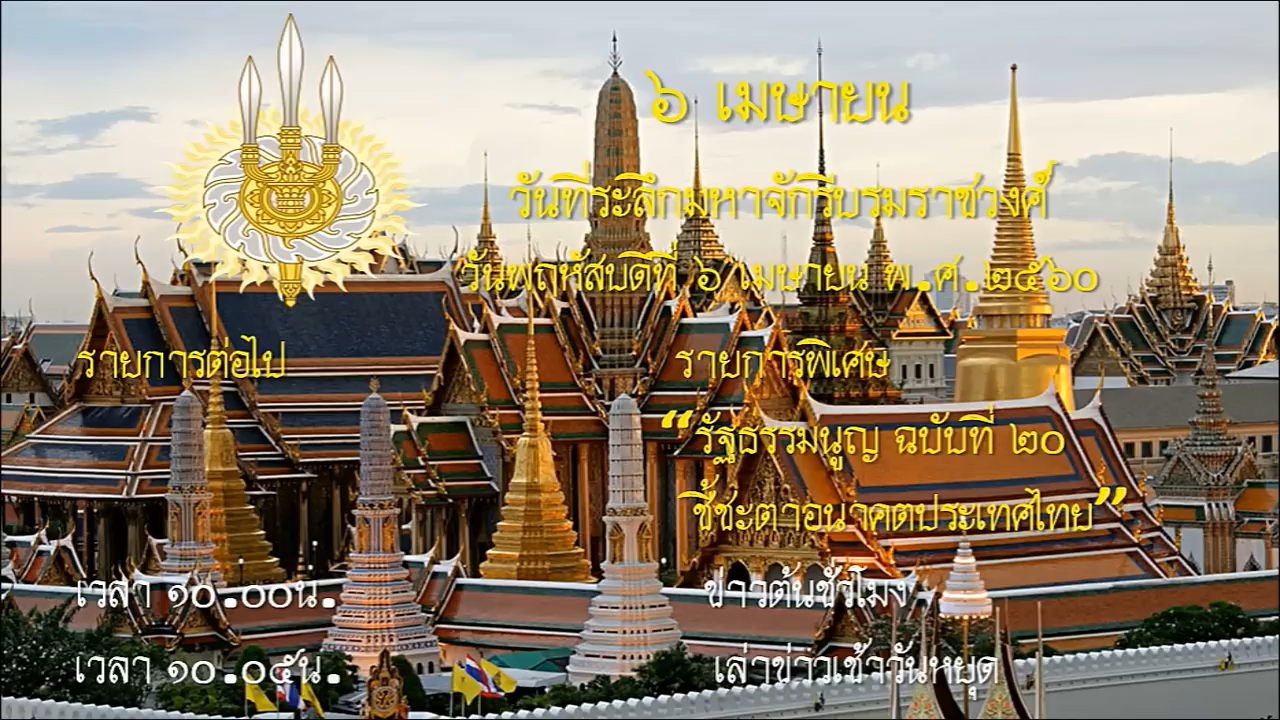 ๖ เมษายน
วันที่ระลึกมหาจักรีบรมราชวงศ์
วันพฤหัสบดีที่ ๖ เมษายน พ.ศ.๒๕๖๐
รายการต่อไป รายการพิเศษ
“รัฐธรรมนูญ ฉบับที่ ๒๐
ชี้ชะตาอนาคตประเทศไทย”
เวลา ๑๐.๐๐น. ข่าวต้นชั่วโมง
เวลา ๑๐.๐๕น. เล่าข่าวเช้าวันหยุด